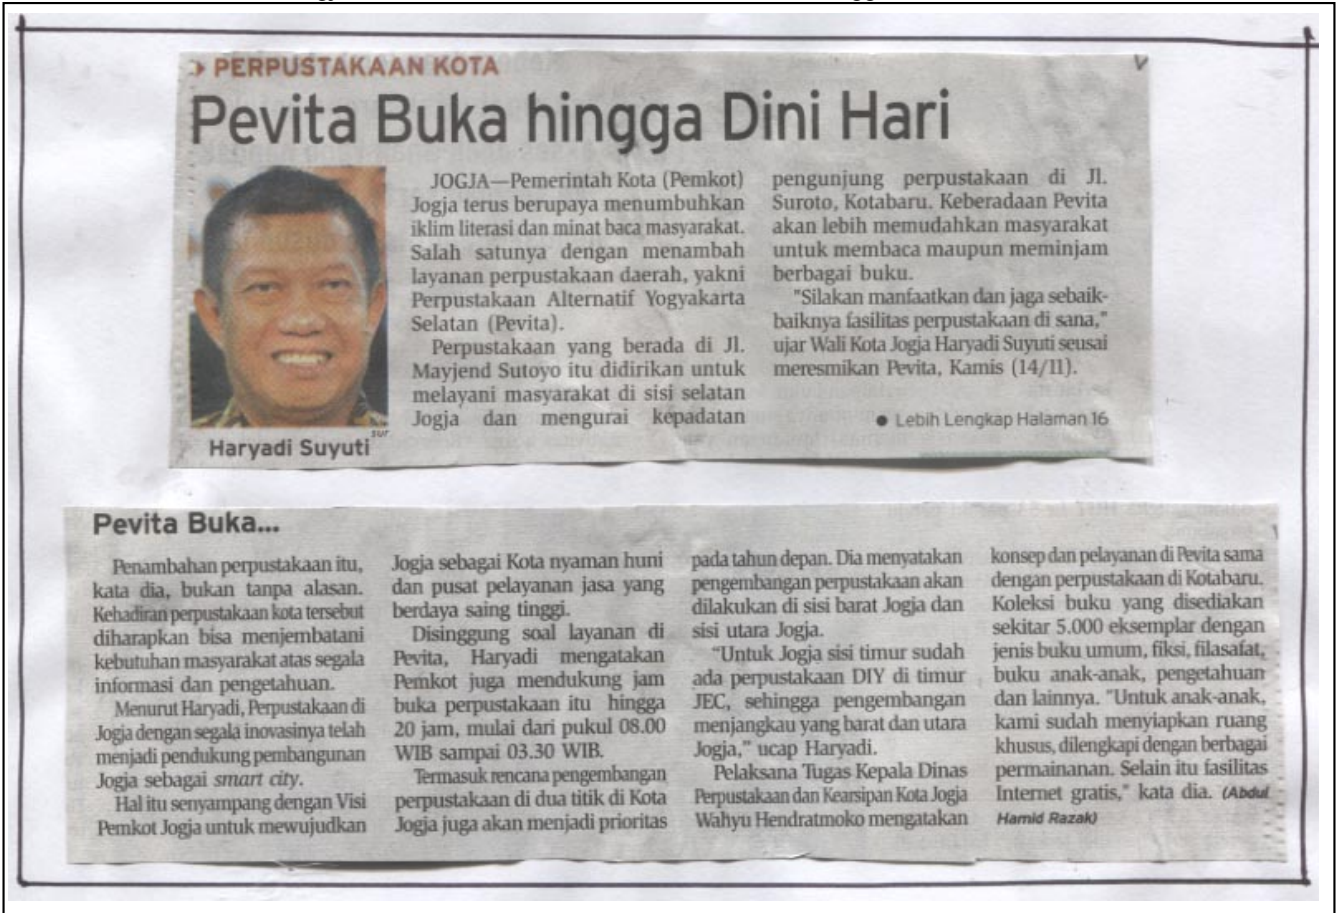 › PERPUSTAKAAN KOTA
Pevita Buka hingga Dini Hari
sur
Haryadi Suyuti
JOGJA—Pemerintah Kota (Pemkot)
Jogja terus berupaya menumbuhkan
iklim literasi dan minat baca masyarakat.
Salah satunya dengan menambah
layanan perpustakaan daerah, yakni
Perpustakaan Alternatif Yogyakarta
Selatan (Pevita).
Perpustakaan yang berada di Jl.
Mayjend Sutoyo itu didirikan untuk
melayani masyarakat di sisi selatan
Jogja dan mengurai kepadatan
pengunjung perpustakaan di Jl.
Suroto, Kotabaru. Keberadaan Pevita
akan lebih memudahkan masyarakat
untuk membaca maupun meminjam
berbagai buku.
"Silakan manfaatkan dan jaga sebaik-
baiknya fasilitas perpustakaan di sana,"
ujar Wali Kota Jogja Haryadi Suyuti seusai
meresmikan Pevita, Kamis (14/11).
● Lebih Lengkap Halaman 16
Pevita Buka...
Penambahan perpustakaan itu,
kata dia, bukan tanpa alasan.
Kehadiran perpustakaan kota tersebut
diharapkan bisa menjembatani
kebutuhan masyarakat atas segala
informasi dan pengetahuan.
Menurut Haryadi, Perpustakaan di
Jogja dengan segala inovasinya telah
menjadi pendukung pembangunan
Jogja sebagai smart city.
Hal itu senyampang dengan Visi
Pemkot Jogja untuk mewujudkan
Jogja sebagai Kota nyaman huni
dan pusat pelayanan jasa yang
berdaya saing tinggi.
Disinggung soal layanan di
Pevita, Haryadi mengatakan
Pemkot juga mendukung jam
buka perpustakaan itu hingga
20 jam, mulai dari pukul 08.00
WIB sampai 03.30 WIB.
Termasuk rencana pengembangan
perpustakaan di dua titik di Kota
Jogja juga akan menjadi prioritas
pada tahun depan. Dia menyatakan
pengembangan perpustakaan akan
dilakukan di sisi barat Jogja dan
sisi utara Jogja.
"Untuk Jogja sisi timur sudah
ada perpustakaan DIY di timur
JEC, sehingga pengembangan
menjangkau yang barat dan utara
Jogja," ucap Haryadi.
Pelaksana Tugas Kepala Dinas
Perpustakaan dan Kearsipan Kota Jogja
Wahyu Hendratmoko mengatakan
konsep dan pelayanan di Pevita sama
dengan perpustakaan di Kotabaru.
Koleksi buku yang disediakan
sekitar 5.000 eksemplar dengan
jenis buku umum, fiksi, filasafat,
buku anak-anak, pengetahuan
dan lainnya. "Untuk anak-anak,
kami sudah menyiapkan ruang
khusus, dilengkapi dengan berbagai
permainanan. Selain itu fasilitas
Internet gratis," kata dia. (Abdul
Hamid Razak)